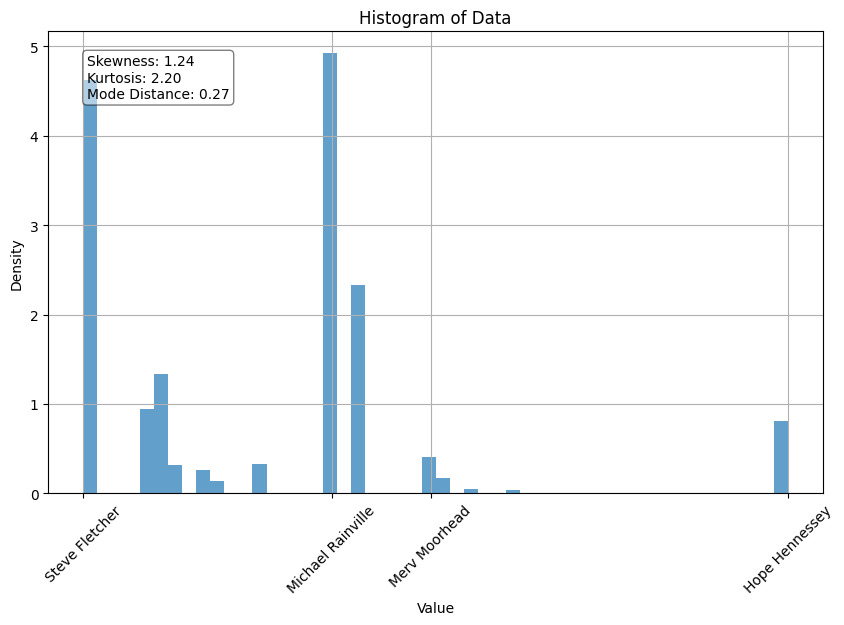 Histogram of Data
Skewness: 1.24
Kurtosis: 2.20
Mode Distance: 0.27
Density
5
4
3
2
1
0
Steve Fletcher
Michael Rainville
Merv Moorhead
Hope Hennessey
Value